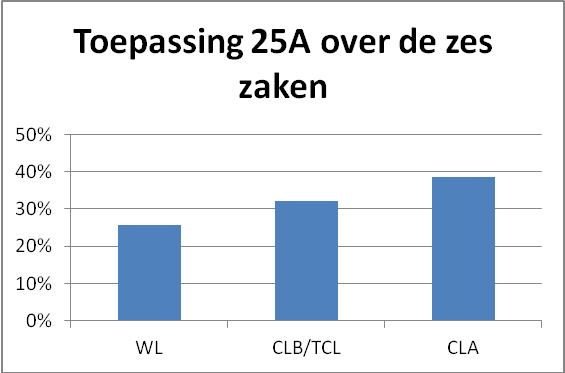 Toepassing 25A over de zes
zaken
50%
40%
30%
20%
10%
0%
WL CLB/TCL CLA